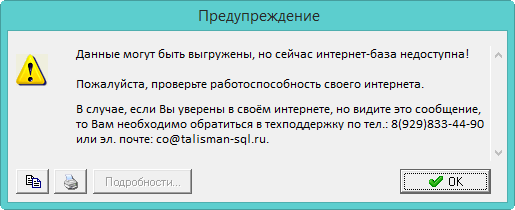 Предупреждение
Данные могут быть выгружены, но сейчас интернет-база недоступна!
Пожалуйста, проверьте работоспособность своего интернета.
В случае, если Вы уверены в своём интернете, но видите это сообщение,
то Вам необходимо обратиться в техподдержку по тел.: 8(929)833-44-90
или эл. почте: co@talisman-sql.ru.
Подробности...
OK